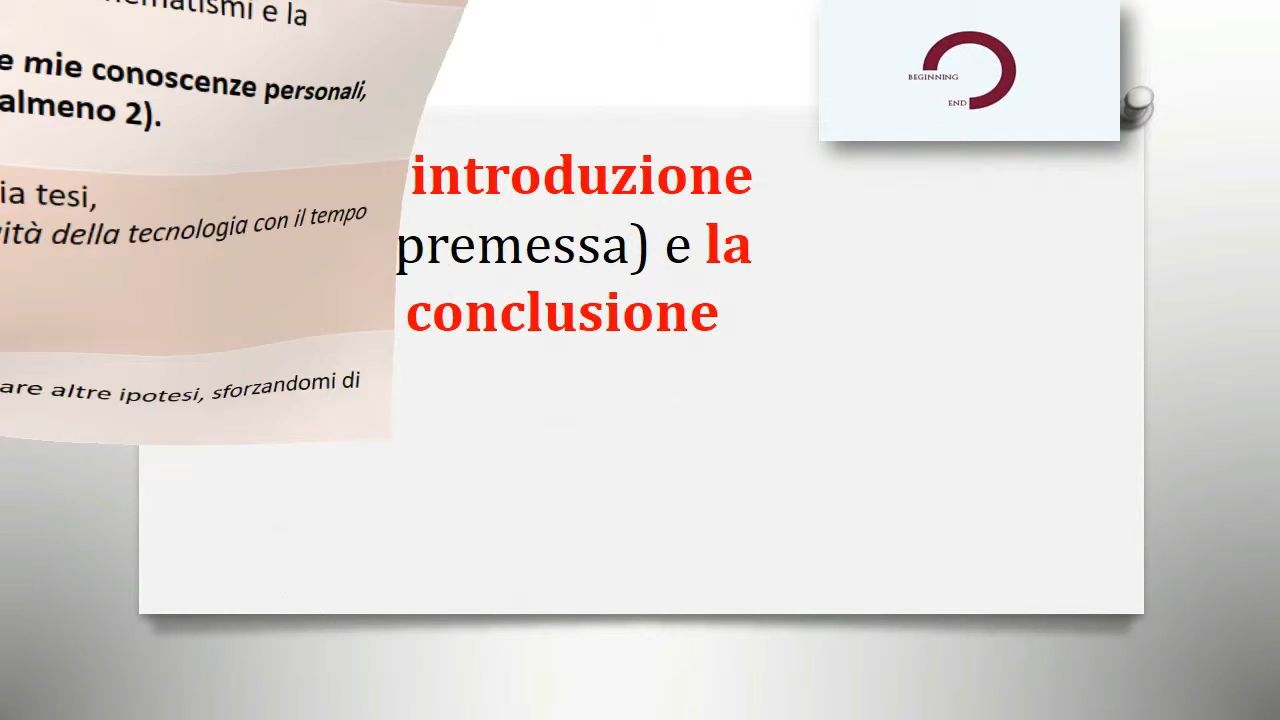 e la
e mie conoscenze personali,
almeno 2).
ia tesi,
ità della tecnologia con il tempo
are altre ipotesi, sforzandomi di
introduzione
premessa) e la
conclusione
BEGINNING
END